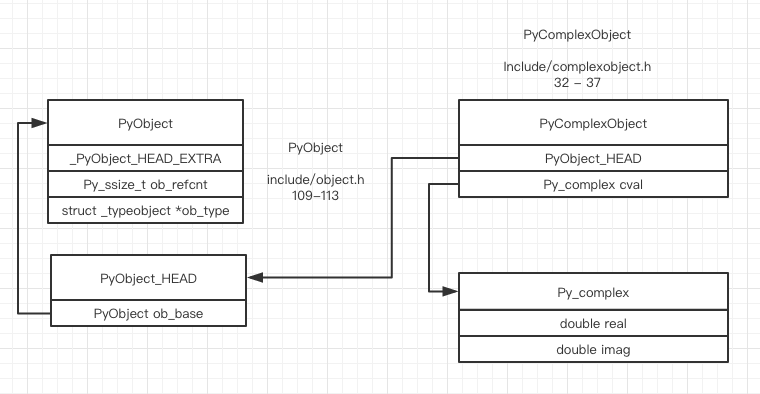 PyComplexObject
Include/complexobject.h
32 - 37
PyObject
_PyObject_HEAD_EXTRA
Py_ssize_t ob_refcnt
struct _typeobject *ob_type
PyObject
include/object.h
109-113
PyComplexObject
PyObject_HEAD
Py_complex cval
PyObject_HEAD
PyObject ob_base
Py_complex
double real
double imag